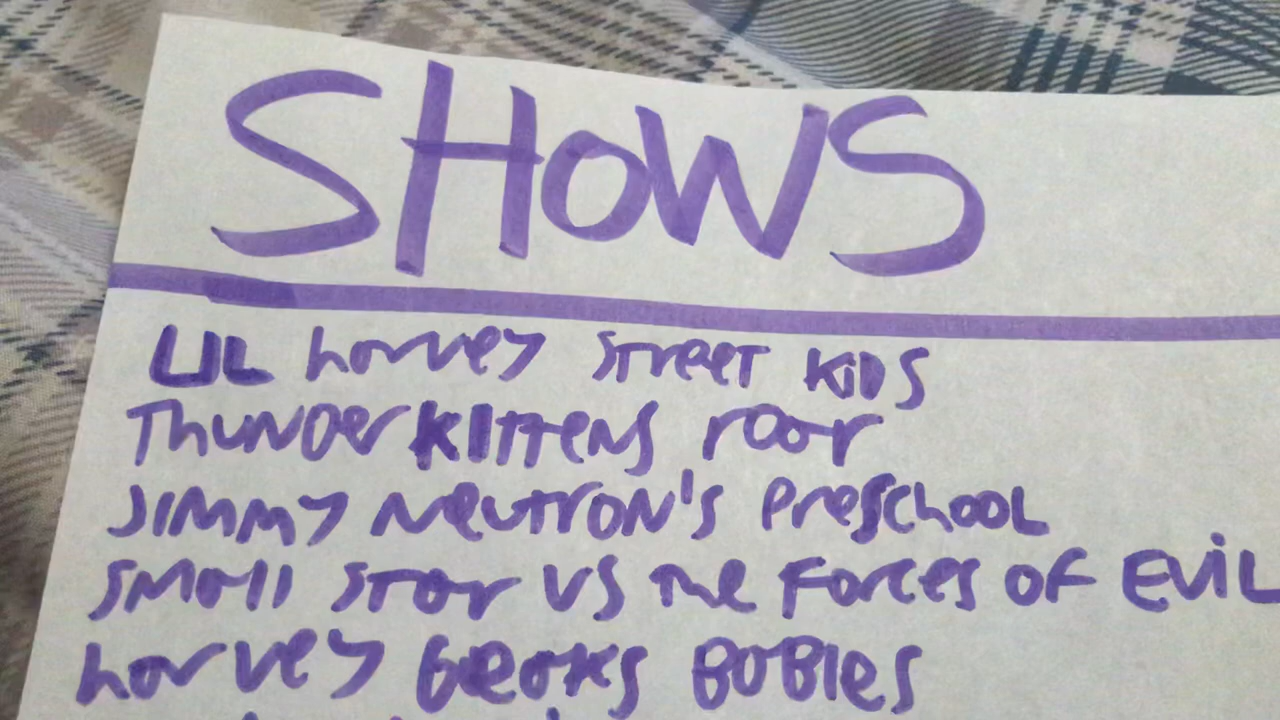 SHOWS
LIL harvey STreeT KiDS
ThUNDerKITTeNS roar
JIMMY NeUTrON's PreSchOOL
SMall STar VS The Forces OF EViL
harvey BeaKS BaBies